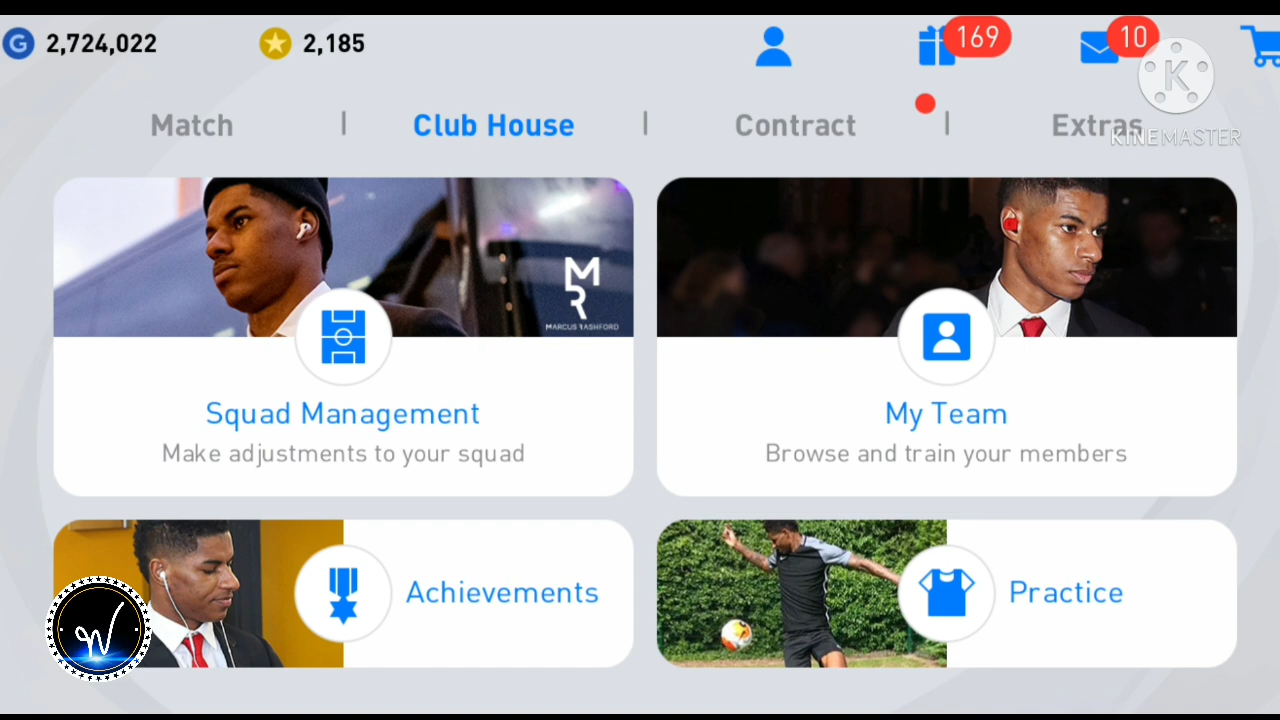 G 2,724,022 2,185 169 10
K
Match Club House Contract Extras
KINEMASTER
MR
MARCUS RASHFORD
Squad Management
Make adjustments to your squad
My Team
Browse and train your members
Achievements
Practice
W